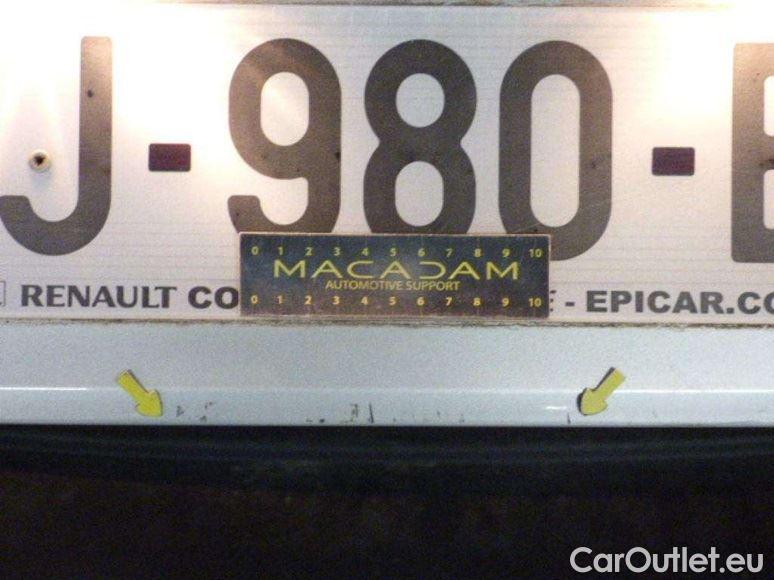 J-980-E
0 1 2 3 4 5 6 7 8 9 10
MACADAM
AUTOMOTIVE SUPPORT
0 1 2 3 4 5 6 7 8 9 10
RENAULT CO E - EPICAR.CO
CarOutlet.eu